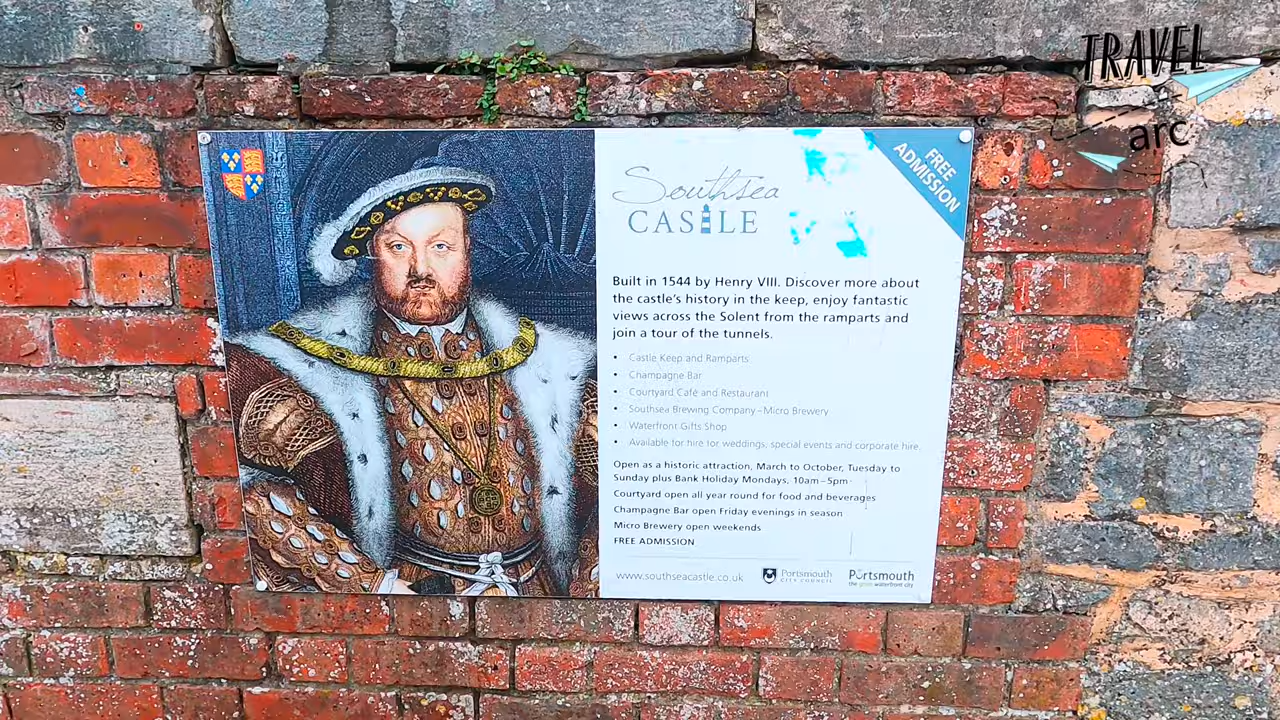 TRAVEL
arc
FREE
ADMISSION
Southsea
CASTLE
Built in 1544 by Henry VIII. Discover more about
the castle's history in the keep, enjoy fantastic
views across the Solent from the ramparts and
join a tour of the tunnels.
• Castle Keep and Ramparts
• Champagne Bar
• Courtyard Café and Restaurant
• Southsea Brewing Company – Micro Brewery
• Waterfront Gifts Shop
• Available for hire for weddings, special events and corporate hire.
Open as a historic attraction, March to October, Tuesday to
Sunday plus Bank Holiday Mondays, 10am – 5pm
Courtyard open all year round for food and beverages
Champagne Bar open Friday evenings in season
Micro Brewery open weekends
FREE ADMISSION
www.southseacastle.co.uk
Portsmouth
CITY COUNCIL
Portsmouth
the great waterfront city